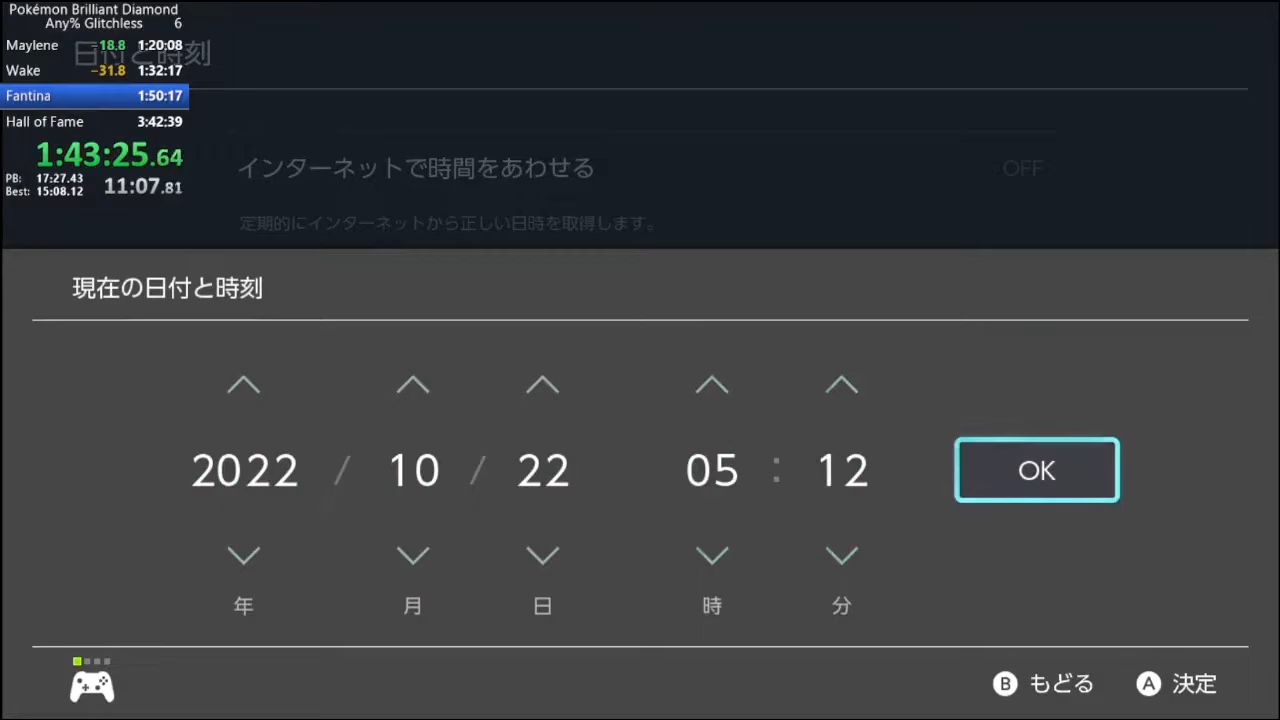 Pokémon Brilliant Diamond
Any% Glitchless 6
Maylene -18.8 1:20:08
Wake -31.8 1:32:17
Fantina 1:50:17
Hall of Fame 3:42:39
1:43:25.64
PB: 17:27.43
Best: 15:08.12
11:07.81
日付と時刻
インターネットで時間をあわせる OFF
定期的にインターネットから正しい日時を取得します。
現在の日付と時刻
2022 / 10 / 22 05 : 12 OK
年 月 日 時 分
B もどる A 決定